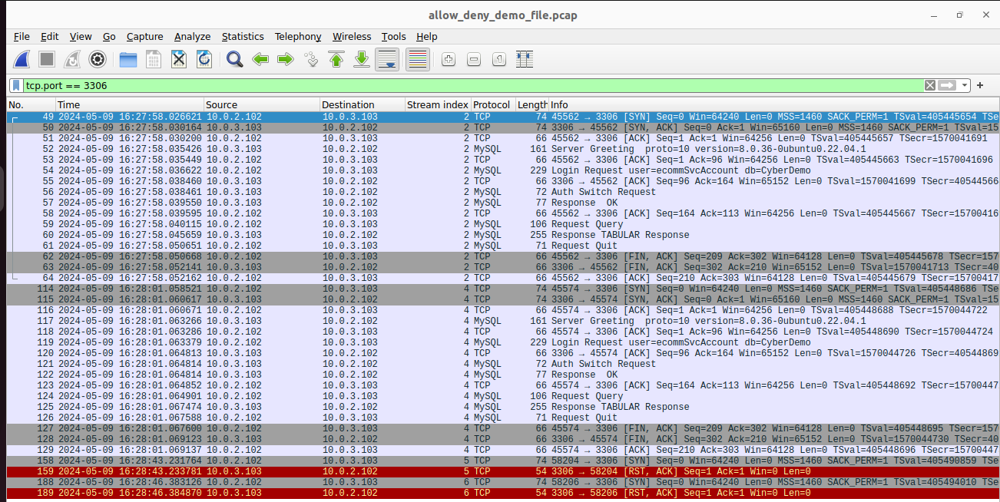 allow_deny_demo_file.pcap
File Edit View Go Capture Analyze Statistics Telephony Wireless Tools Help
tcp.port == 3306
No. Time Source Destination Stream index Protocol Length Info
49 2024-05-09 16:27:58.026621 10.0.2.102 10.0.3.103 2 TCP 74 45562 → 3306 [SYN] Seq=0 Win=64240 Len=0 MSS=1460 SACK_PERM=1 TSval=405445654 TSe
50 2024-05-09 16:27:58.030164 10.0.3.103 10.0.2.102 2 TCP 74 3306 → 45562 [SYN, ACK] Seq=0 Ack=1 Win=65160 Len=0 MSS=1460 SACK_PERM=1 TSval=15
51 2024-05-09 16:27:58.030200 10.0.2.102 10.0.3.103 2 TCP 66 45562 → 3306 [ACK] Seq=1 Ack=1 Win=64256 Len=0 TSval=405445657 TSecr=1570041691
52 2024-05-09 16:27:58.035426 10.0.3.103 10.0.2.102 2 MySQL 161 Server Greeting proto=10 version=8.0.36-0ubuntu0.22.04.1
53 2024-05-09 16:27:58.035449 10.0.2.102 10.0.3.103 2 TCP 66 45562 → 3306 [ACK] Seq=1 Ack=96 Win=64256 Len=0 TSval=405445663 TSecr=1570041696
54 2024-05-09 16:27:58.036622 10.0.2.102 10.0.3.103 2 MySQL 229 Login Request user=ecommSvcAccount db=CyberDemo
55 2024-05-09 16:27:58.038460 10.0.3.103 10.0.2.102 2 TCP 66 3306 → 45562 [ACK] Seq=96 Ack=164 Win=65152 Len=0 TSval=1570041699 TSecr=40544566
56 2024-05-09 16:27:58.038461 10.0.3.103 10.0.2.102 2 MySQL 72 Auth Switch Request
57 2024-05-09 16:27:58.039550 10.0.3.103 10.0.2.102 2 MySQL 77 Response OK
58 2024-05-09 16:27:58.039595 10.0.2.102 10.0.3.103 2 TCP 66 45562 → 3306 [ACK] Seq=164 Ack=113 Win=64256 Len=0 TSval=405445667 TSecr=15700416
59 2024-05-09 16:27:58.040115 10.0.2.102 10.0.3.103 2 MySQL 106 Request Query
60 2024-05-09 16:27:58.045659 10.0.3.103 10.0.2.102 2 MySQL 255 Response TABULAR Response
61 2024-05-09 16:27:58.050651 10.0.2.102 10.0.3.103 2 MySQL 71 Request Quit
62 2024-05-09 16:27:58.050668 10.0.2.102 10.0.3.103 2 TCP 66 45562 → 3306 [FIN, ACK] Seq=209 Ack=302 Win=64128 Len=0 TSval=405445678 TSecr=157
63 2024-05-09 16:27:58.052141 10.0.3.103 10.0.2.102 2 TCP 66 3306 → 45562 [FIN, ACK] Seq=302 Ack=210 Win=65152 Len=0 TSval=1570041713 TSecr=40
64 2024-05-09 16:27:58.052162 10.0.2.102 10.0.3.103 2 TCP 66 45562 → 3306 [ACK] Seq=210 Ack=303 Win=64128 Len=0 TSval=405445679 TSecr=15700417
114 2024-05-09 16:28:01.058521 10.0.2.102 10.0.3.103 4 TCP 74 45574 → 3306 [SYN] Seq=0 Win=64240 Len=0 MSS=1460 SACK_PERM=1 TSval=405448686 TSe
115 2024-05-09 16:28:01.060617 10.0.3.103 10.0.2.102 4 TCP 74 3306 → 45574 [SYN, ACK] Seq=0 Ack=1 Win=65160 Len=0 MSS=1460 SACK_PERM=1 TSval=15
116 2024-05-09 16:28:01.060671 10.0.2.102 10.0.3.103 4 TCP 66 45574 → 3306 [ACK] Seq=1 Ack=1 Win=64256 Len=0 TSval=405448688 TSecr=1570044722
117 2024-05-09 16:28:01.063266 10.0.3.103 10.0.2.102 4 MySQL 161 Server Greeting proto=10 version=8.0.36-0ubuntu0.22.04.1
118 2024-05-09 16:28:01.063286 10.0.2.102 10.0.3.103 4 TCP 66 45574 → 3306 [ACK] Seq=1 Ack=96 Win=64256 Len=0 TSval=405448690 TSecr=1570044724
119 2024-05-09 16:28:01.063379 10.0.2.102 10.0.3.103 4 MySQL 229 Login Request user=ecommSvcAccount db=CyberDemo
120 2024-05-09 16:28:01.064813 10.0.3.103 10.0.2.102 4 TCP 66 3306 → 45574 [ACK] Seq=96 Ack=164 Win=65152 Len=0 TSval=1570044726 TSecr=40544869
121 2024-05-09 16:28:01.064814 10.0.3.103 10.0.2.102 4 MySQL 72 Auth Switch Request
122 2024-05-09 16:28:01.064814 10.0.3.103 10.0.2.102 4 MySQL 77 Response OK
123 2024-05-09 16:28:01.064852 10.0.2.102 10.0.3.103 4 TCP 66 45574 → 3306 [ACK] Seq=164 Ack=113 Win=64256 Len=0 TSval=405448692 TSecr=15700447
124 2024-05-09 16:28:01.064901 10.0.2.102 10.0.3.103 4 MySQL 106 Request Query
125 2024-05-09 16:28:01.067474 10.0.3.103 10.0.2.102 4 MySQL 255 Response TABULAR Response
126 2024-05-09 16:28:01.067588 10.0.2.102 10.0.3.103 4 MySQL 71 Request Quit
127 2024-05-09 16:28:01.067600 10.0.2.102 10.0.3.103 4 TCP 66 45574 → 3306 [FIN, ACK] Seq=209 Ack=302 Win=64128 Len=0 TSval=405448695 TSecr=157
128 2024-05-09 16:28:01.069123 10.0.3.103 10.0.2.102 4 TCP 66 3306 → 45574 [FIN, ACK] Seq=302 Ack=210 Win=65152 Len=0 TSval=1570044730 TSecr=40
129 2024-05-09 16:28:01.069137 10.0.2.102 10.0.3.103 4 TCP 66 45574 → 3306 [ACK] Seq=210 Ack=303 Win=64128 Len=0 TSval=405448696 TSecr=15700447
158 2024-05-09 16:28:43.231764 10.0.2.102 10.0.3.103 5 TCP 74 58204 → 3306 [SYN] Seq=0 Win=64240 Len=0 MSS=1460 SACK_PERM=1 TSval=405490859 TSe
159 2024-05-09 16:28:43.233781 10.0.3.103 10.0.2.102 5 TCP 54 3306 → 58204 [RST, ACK] Seq=1 Ack=1 Win=0 Len=0
188 2024-05-09 16:28:46.383126 10.0.2.102 10.0.3.103 6 TCP 74 58206 → 3306 [SYN] Seq=0 Win=64240 Len=0 MSS=1460 SACK_PERM=1 TSval=405494010 TSe
189 2024-05-09 16:28:46.384870 10.0.3.103 10.0.2.102 6 TCP 54 3306 → 58206 [RST, ACK] Seq=1 Ack=1 Win=0 Len=0